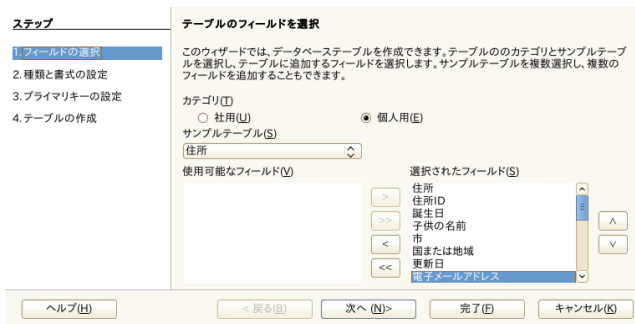 ステップ
1.フィールドの選択
2.種類と書式の設定
3.プライマリキーの設定
4.テーブルの作成
テーブルのフィールドを選択
このウィザードでは、データベーステーブルを作成できます。テーブルののカテゴリとサンプルテーブ
ルを選択し、テーブルに追加するフィールドを選択します。サンプルテーブルを複数選択し、複数の
フィールドを追加することもできます。
カテゴリ(T)
社用(U) 個人用(E)
サンプルテーブル(S)
住所
使用可能なフィールド(V) 選択されたフィールド(S)
>
>>
<
<<
住所
住所ID
誕生日
子供の名前
市
国または地域
更新日
電子メールアドレス
ヘルプ(H) < 戻る(B) 次へ (N)> 完了(F) キャンセル(K)